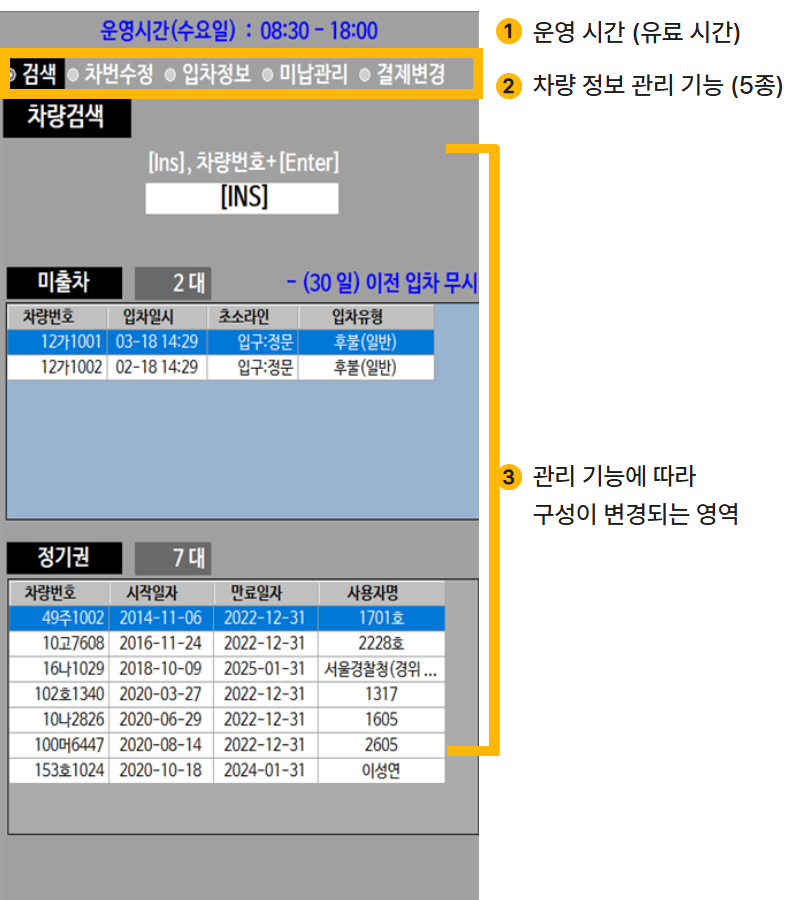 운영시간(수요일) : 08:30 - 18:00
1 운영 시간 (유료 시간)
검색 차번수정 입차정보 미납관리 결제변경
2 차량 정보 관리 기능 (5종)
차량검색
[Ins], 차량번호+[Enter]
[INS]
미출차 2 대 - (30 일) 이전 입차 무시
차량번호 입차일시 초소라인 입차유형
12가1001 03-18 14:29 입구:정문 후불(일반)
12가1002 02-18 14:29 입구:정문 후불(일반)
3 관리 기능에 따라
구성이 변경되는 영역
정기권 7 대
차량번호 시작일자 만료일자 사용자명
49주1002 2014-11-06 2022-12-31 1701호
10고7608 2016-11-24 2022-12-31 2228호
16나1029 2018-10-09 2025-01-31 서울경찰청(경위 ...
102호1340 2020-03-27 2022-12-31 1317
10나2826 2020-06-29 2022-12-31 1605
100머6447 2020-08-14 2022-12-31 2605
153호1024 2020-10-18 2024-01-31 이성연